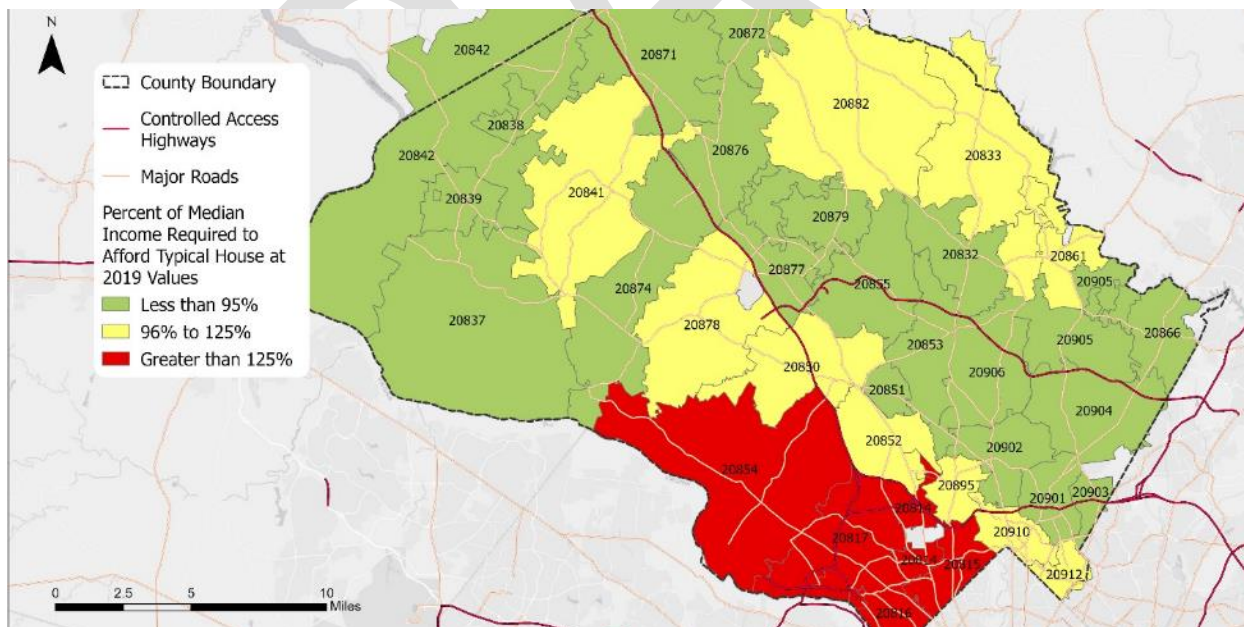 N
County Boundary
Controlled Access
Highways
Major Roads
Percent of Median
Income Required to
Afford Typical House at
2019 Values
Less than 95%
96% to 125%
Greater than 125%
20842
20871
20872
20882
20838
20842
20876
20833
20841
20839
20879
20861
20832
20877
20855
20905
20874
20837
20878
20866
20850
20853
20905
20906
20851
20904
20852
20902
20854
20895
20901
20903
20814
20910
20817
20814
20815
20912
20816
0 2.5 5 10
Miles